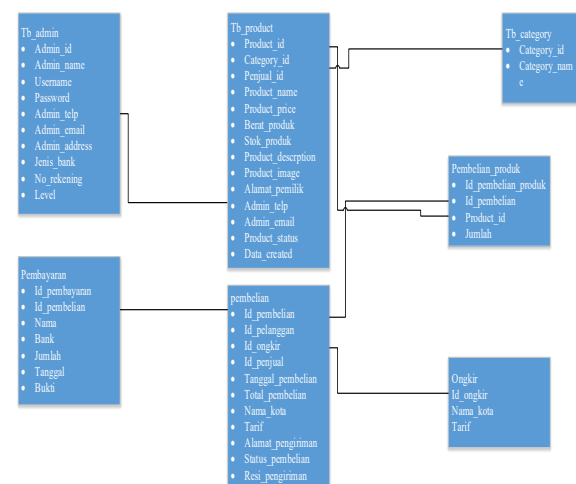 Tb_admin
Admin_id
Admin_name
Username
Password
Admin_telp
Admin_email
Admin_address
Jenis_bank
No_rekening
Level
Tb_product
Product_id
Category_id
Penjual_id
Product_name
Product_price
Berat_produk
Stok_produk
Product_descrption
Product_image
Alamat_pemilik
Admin_telp
Admin_email
Product_status
Data_created
Tb_category
Category_id
Category_nam
e
Pembelian_produk
Id_pembelian_produk
Id_pembelian
Product_id
Jumlah
Pembayaran
Id_pembayaran
Id_pembelian
Nama
Bank
Jumlah
Tanggal
Bukti
pembelian
Id_pembelian
Id_pelanggan
Id_ongkir
Id_penjual
Tanggal_pembelian
Total_pembelian
Nama_kota
Tarif
Alamat_pengiriman
Status_pembelian
Resi_pengiriman
Ongkir
Id_ongkir
Nama_kota
Tarif